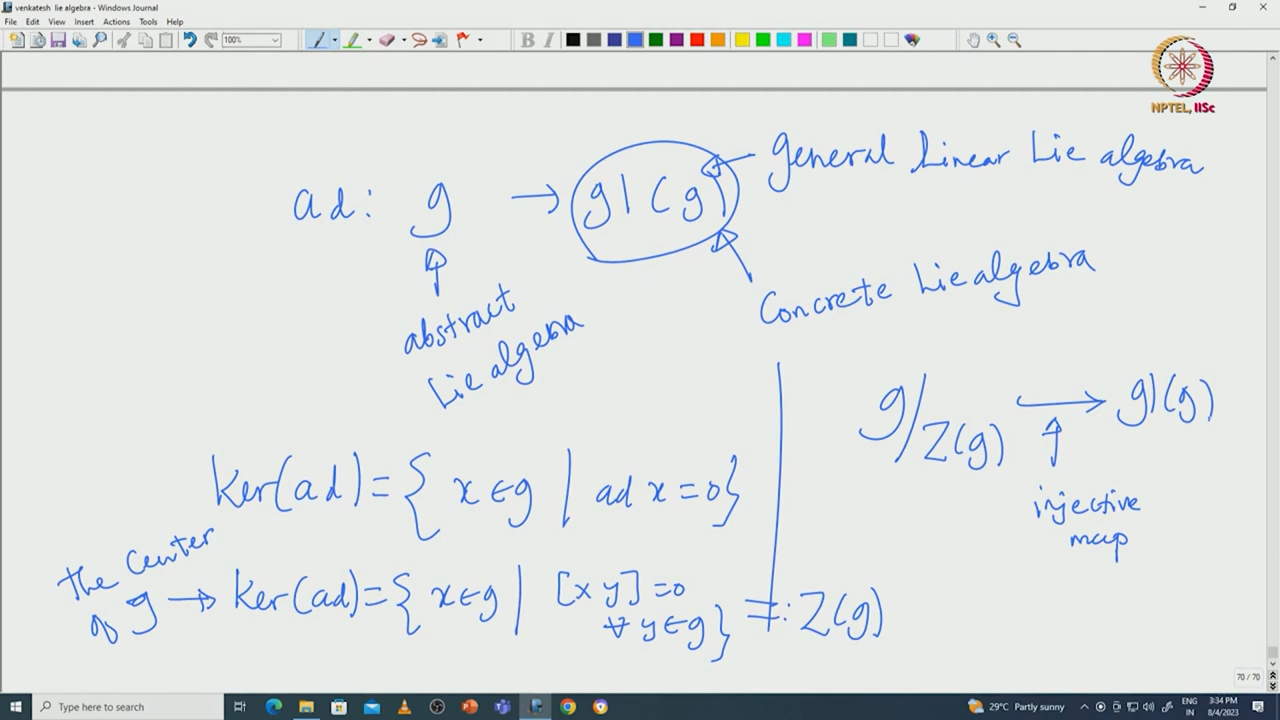 venkatesh lie algebra - Windows Journal
File Edit View Insert Actions Tools Help
100%
B I
NPTEL, IISc
ad: g → gl(g) general linear Lie algebra
abstract Lie algebra
Concrete Lie algebra
g/Z(g) → gl(g)
injective map
Ker(ad) = { x ∈ g | ad x = 0 }
the center of g → Ker(ad) = { x ∈ g | [x y] = 0 ∀ y ∈ g } =: Z(g)
70 / 70
Type here to search
29°C Partly sunny
ENG IN
3:34 PM
8/4/2023